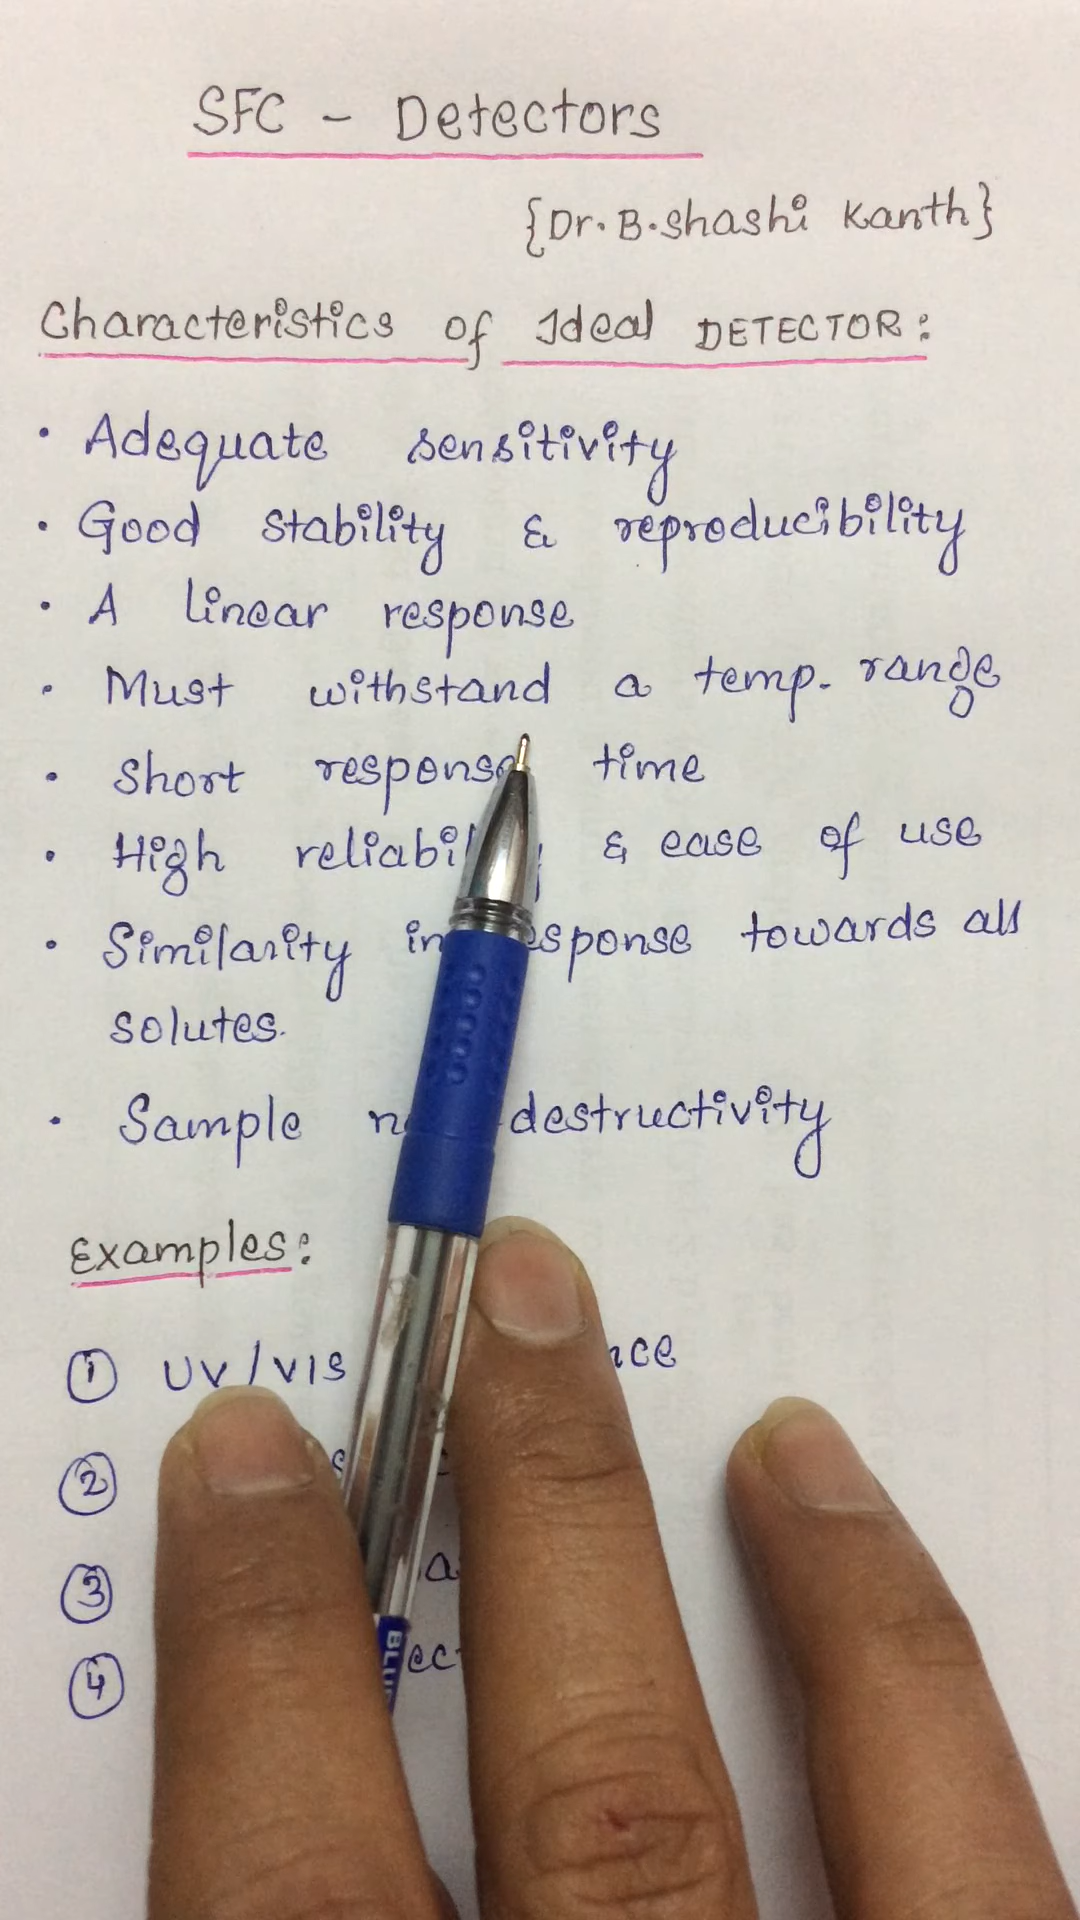 SFC - Detectors
{Dr. B. Shashi Kanth}
Characteristics of Ideal DETECTOR:
• Adequate sensitivity
• Good stability & reproducibility
• A linear response
• Must withstand a temp. range
• Short response time
• High & ease of use
• Similarity in response towards all
solutes.
• Sample destructivity
Examples:
① UV/VIS
②
③
④